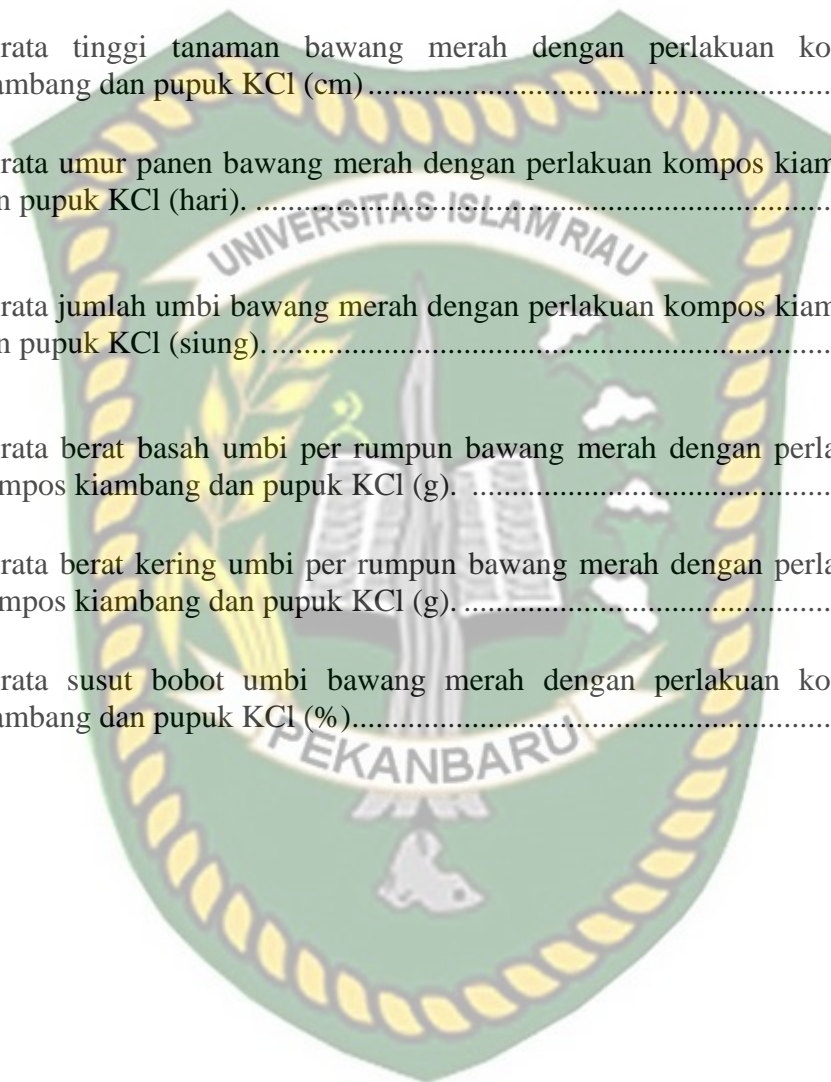 rata tinggi tanaman bawang merah dengan perlakuan ko
ambang dan pupuk KCl (cm).......................................................
rata umur panen bawang merah dengan perlakuan kompos kiam
n pupuk KCl (hari). ........................................................................
UNIVERSITAS ISLAM RIAU
rata jumlah umbi bawang merah dengan perlakuan kompos kiam
n pupuk KCl (siung)......................................................................
rata berat basah umbi per rumpun bawang merah dengan perla
mpos kiambang dan pupuk KCl (g). .............................................
rata berat kering umbi per rumpun bawang merah dengan perla
mpos kiambang dan pupuk KCl (g). ..............................................
rata susut bobot umbi bawang merah dengan perlakuan ko
ambang dan pupuk KCl (%)............................................................
PEKANBARU